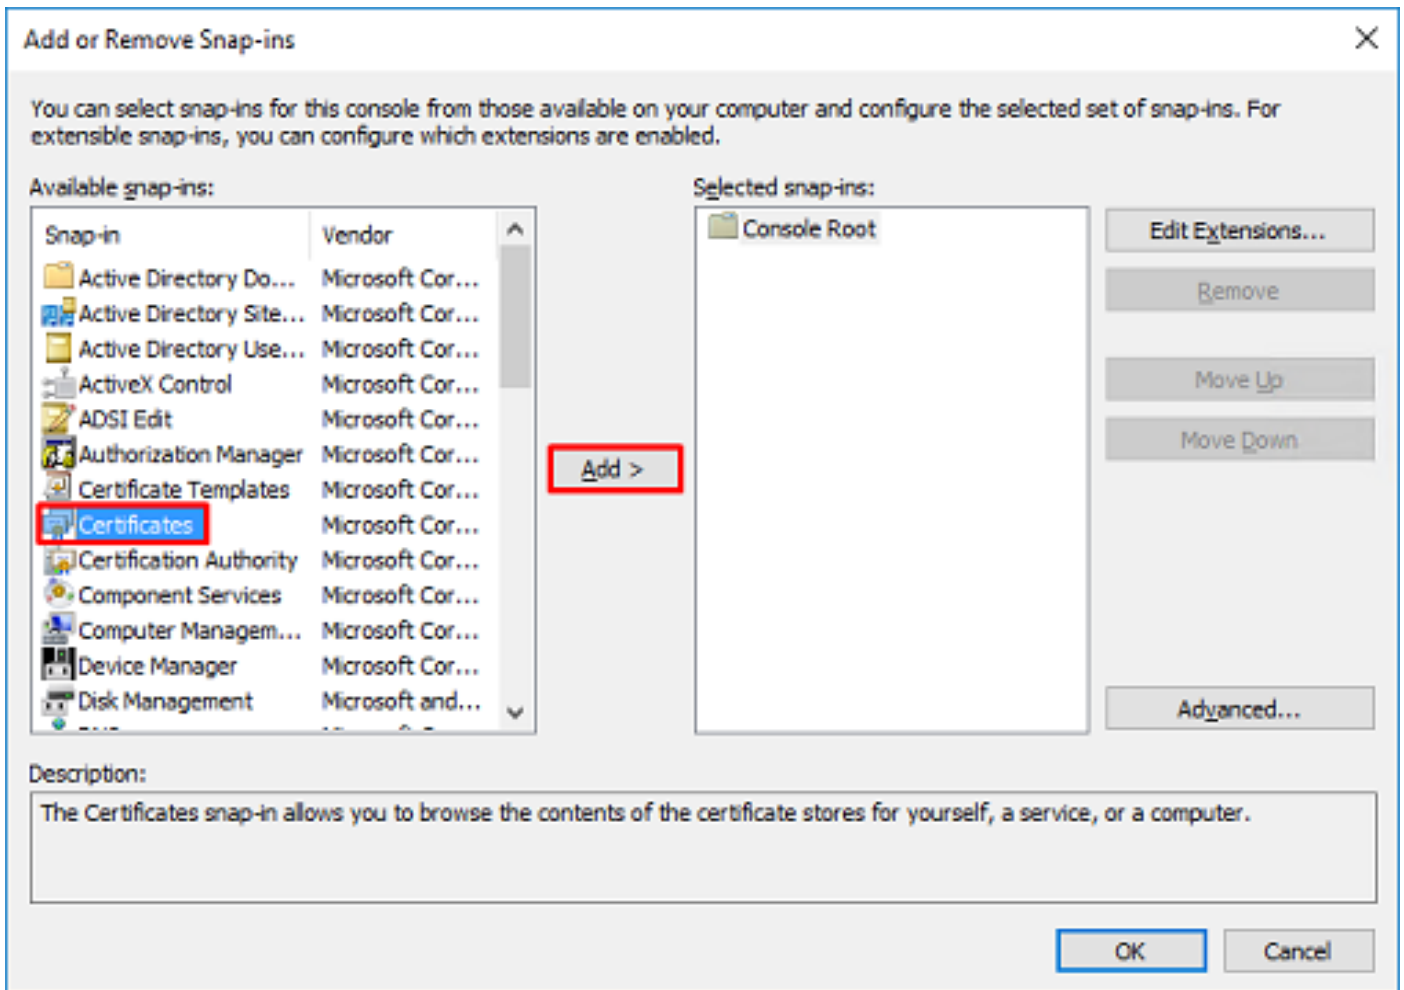 Add or Remove Snap-ins
You can select snap-ins for this console from those available on your computer and configure the selected set of snap-ins. For
extensible snap-ins, you can configure which extensions are enabled.
Available snap-ins:
Snap-in Vendor
Active Directory Do... Microsoft Cor...
Active Directory Site... Microsoft Cor...
Active Directory Use... Microsoft Cor...
ActiveX Control Microsoft Cor...
ADSI Edit Microsoft Cor...
Authorization Manager Microsoft Cor...
Certificate Templates Microsoft Cor...
Certificates Microsoft Cor...
Certification Authority Microsoft Cor...
Component Services Microsoft Cor...
Computer Managem... Microsoft Cor...
Device Manager Microsoft Cor...
Disk Management Microsoft and...
Add >
Selected snap-ins:
Console Root
Edit Extensions...
Remove
Move Up
Move Down
Advanced...
Description:
The Certificates snap-in allows you to browse the contents of the certificate stores for yourself, a service, or a computer.
OK Cancel